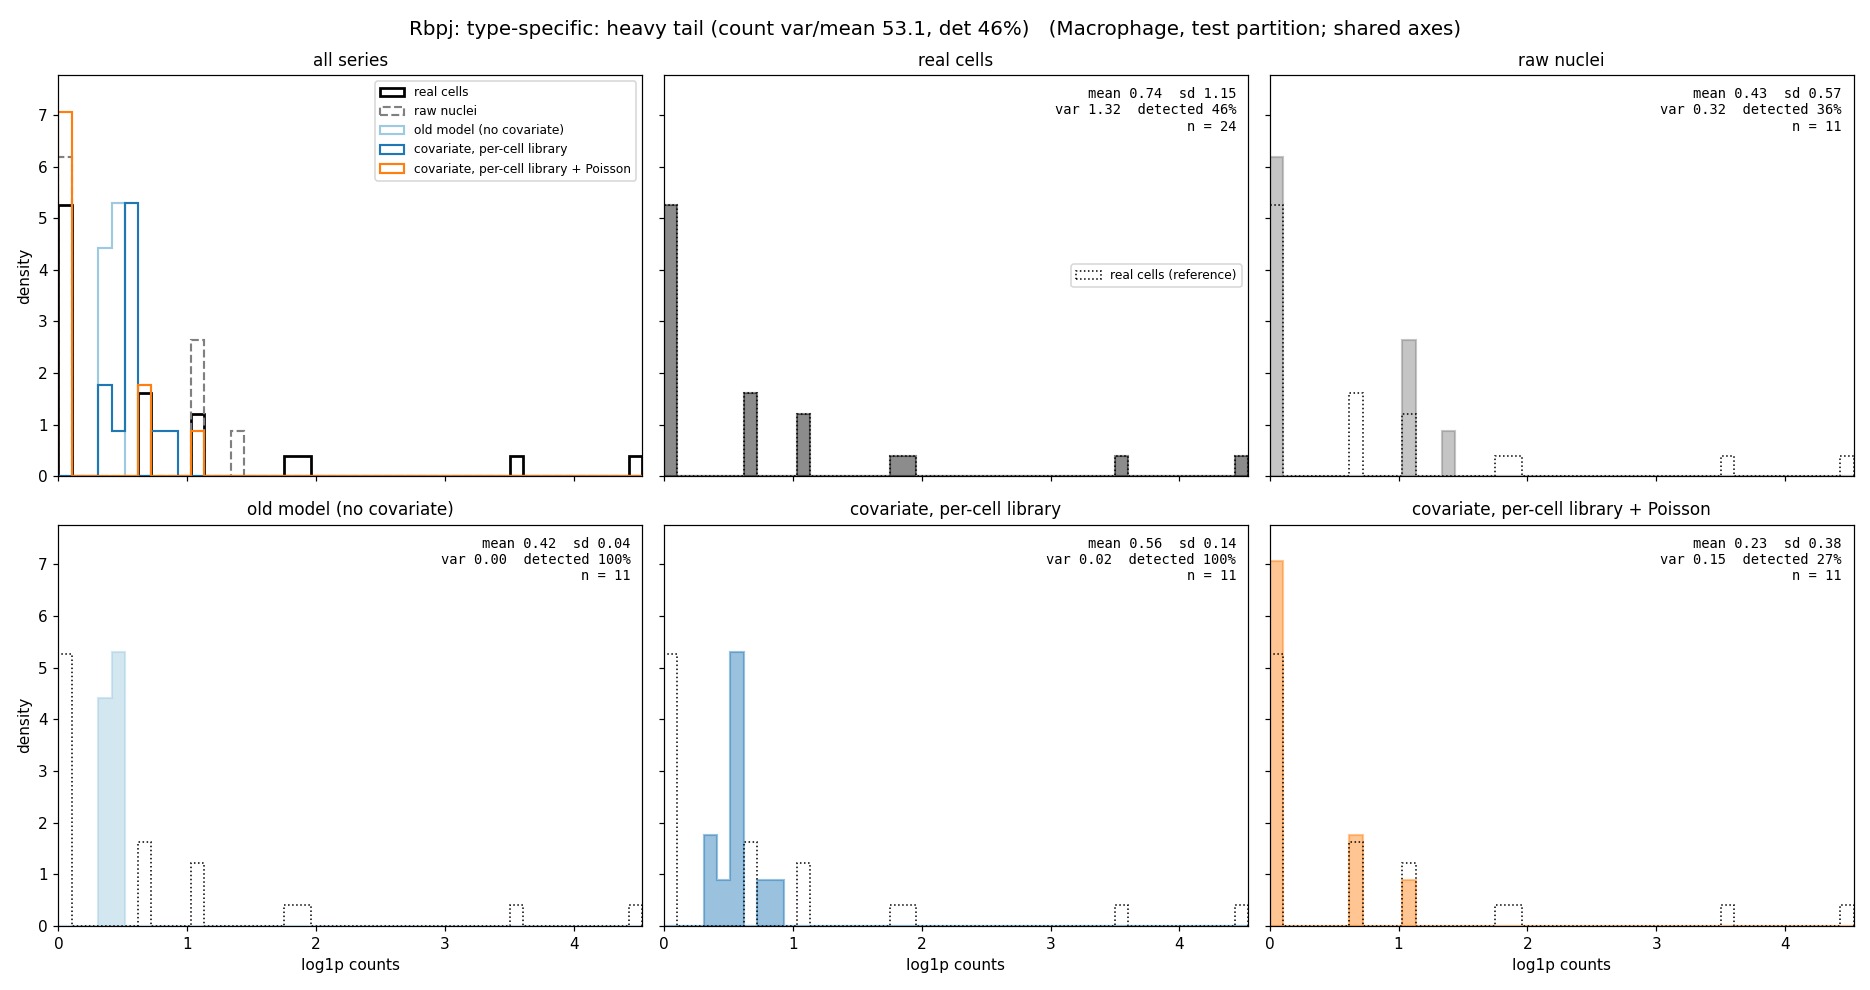 Rbpj: type-specific: heavy tail (count var/mean 53.1, det 46%)   (Macrophage, test partition; shared axes)
all series
real cells
raw nuclei
old model (no covariate)
covariate, per-cell library
covariate, per-cell library + Poisson
density
7
6
5
4
3
2
1
0
real cells
mean 0.74  sd 1.15
var 1.32  detected 46%
n = 24
real cells (reference)
raw nuclei
mean 0.43  sd 0.57
var 0.32  detected 36%
n = 11
old model (no covariate)
mean 0.42  sd 0.04
var 0.00  detected 100%
n = 11
density
7
6
5
4
3
2
1
0
0 1 2 3 4
log1p counts
covariate, per-cell library
mean 0.56  sd 0.14
var 0.02  detected 100%
n = 11
0 1 2 3 4
log1p counts
covariate, per-cell library + Poisson
mean 0.23  sd 0.38
var 0.15  detected 27%
n = 11
0 1 2 3 4
log1p counts